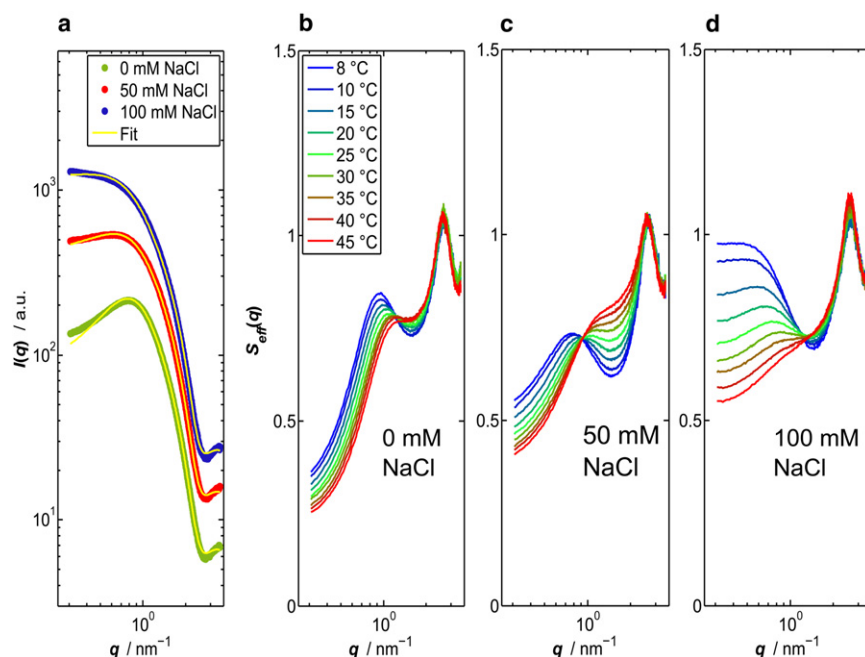 a
I(q) / a.u.
10³
10²
10¹
0 mM NaCl
50 mM NaCl
100 mM NaCl
Fit
10⁰
q / nm⁻¹
b
S_eff(q)
1.5
1
0.5
0
8 °C
10 °C
15 °C
20 °C
25 °C
30 °C
35 °C
40 °C
45 °C
0 mM
NaCl
10⁰
q / nm⁻¹
c
1.5
1
0.5
0
50 mM
NaCl
10⁰
q / nm⁻¹
d
1.5
1
0.5
0
100 mM
NaCl
10⁰
q / nm⁻¹